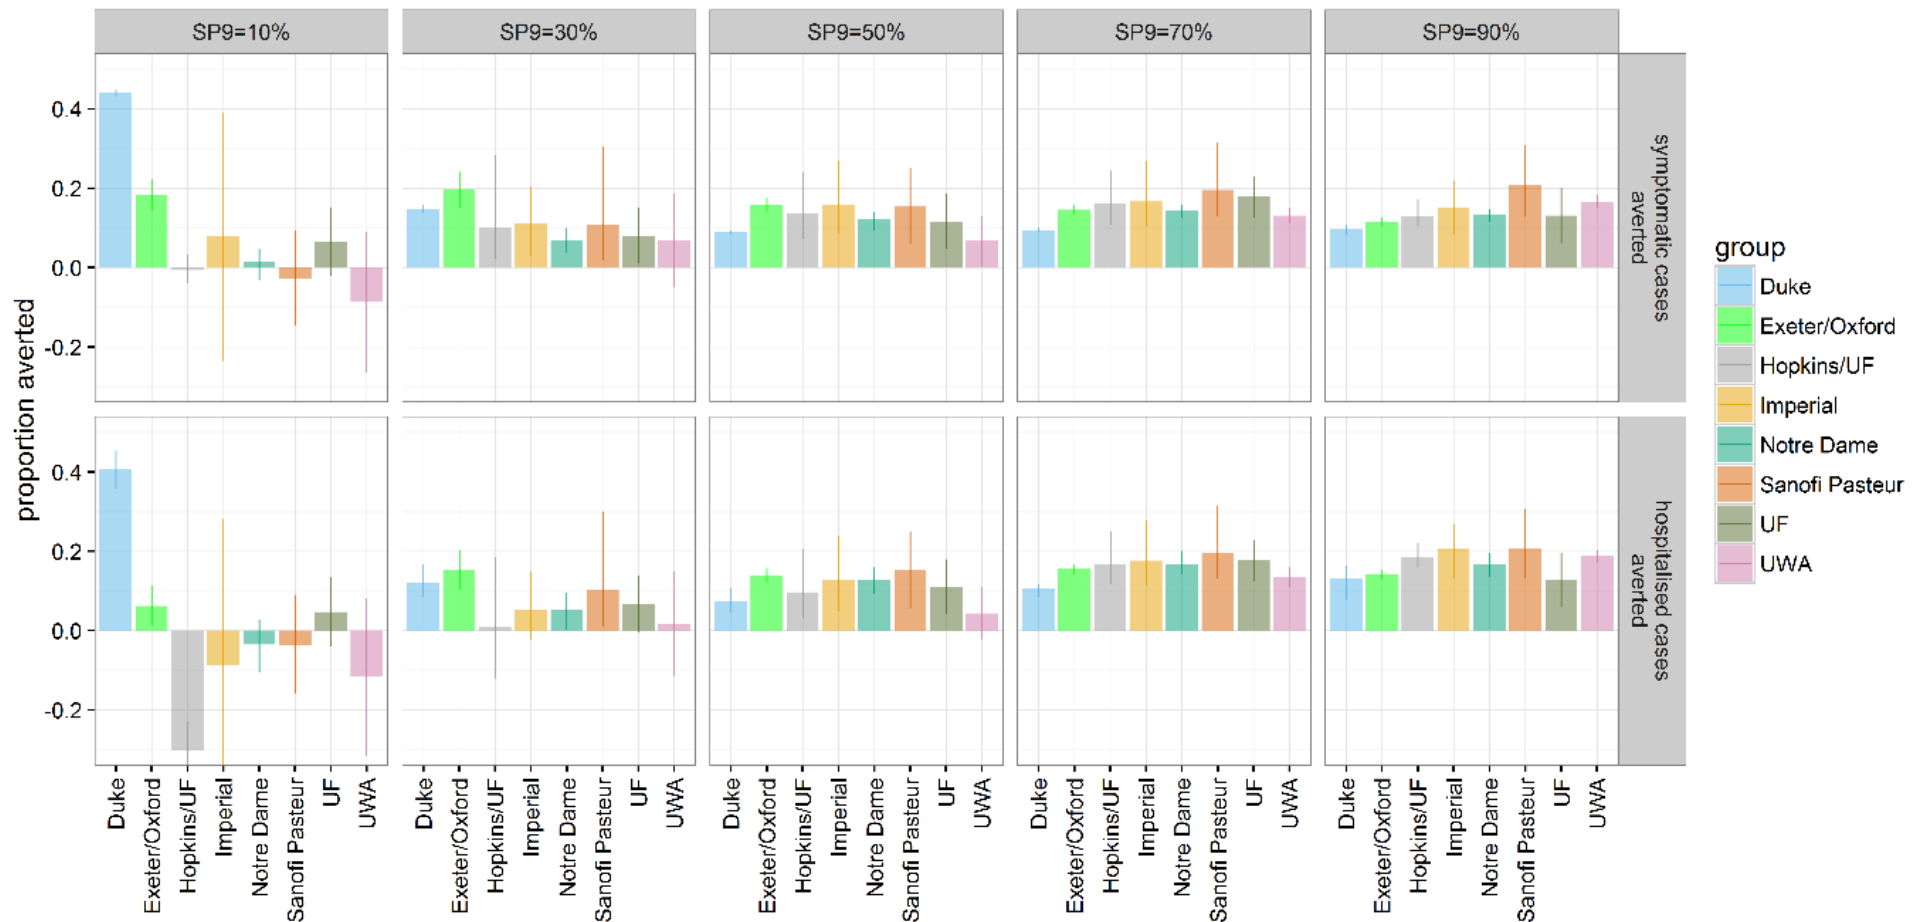 SP9=10% SP9=30% SP9=50% SP9=70% SP9=90%
proportion averted
0.4
0.2
0.0
-0.2
symptomatic cases
averted
0.4
0.2
0.0
-0.2
hospitalised cases
averted
Duke Exeter/Oxford Hopkins/UF Imperial Notre Dame Sanofi Pasteur UF UWA
Duke Exeter/Oxford Hopkins/UF Imperial Notre Dame Sanofi Pasteur UF UWA
Duke Exeter/Oxford Hopkins/UF Imperial Notre Dame Sanofi Pasteur UF UWA
Duke Exeter/Oxford Hopkins/UF Imperial Notre Dame Sanofi Pasteur UF UWA
Duke Exeter/Oxford Hopkins/UF Imperial Notre Dame Sanofi Pasteur UF UWA
group
Duke
Exeter/Oxford
Hopkins/UF
Imperial
Notre Dame
Sanofi Pasteur
UF
UWA